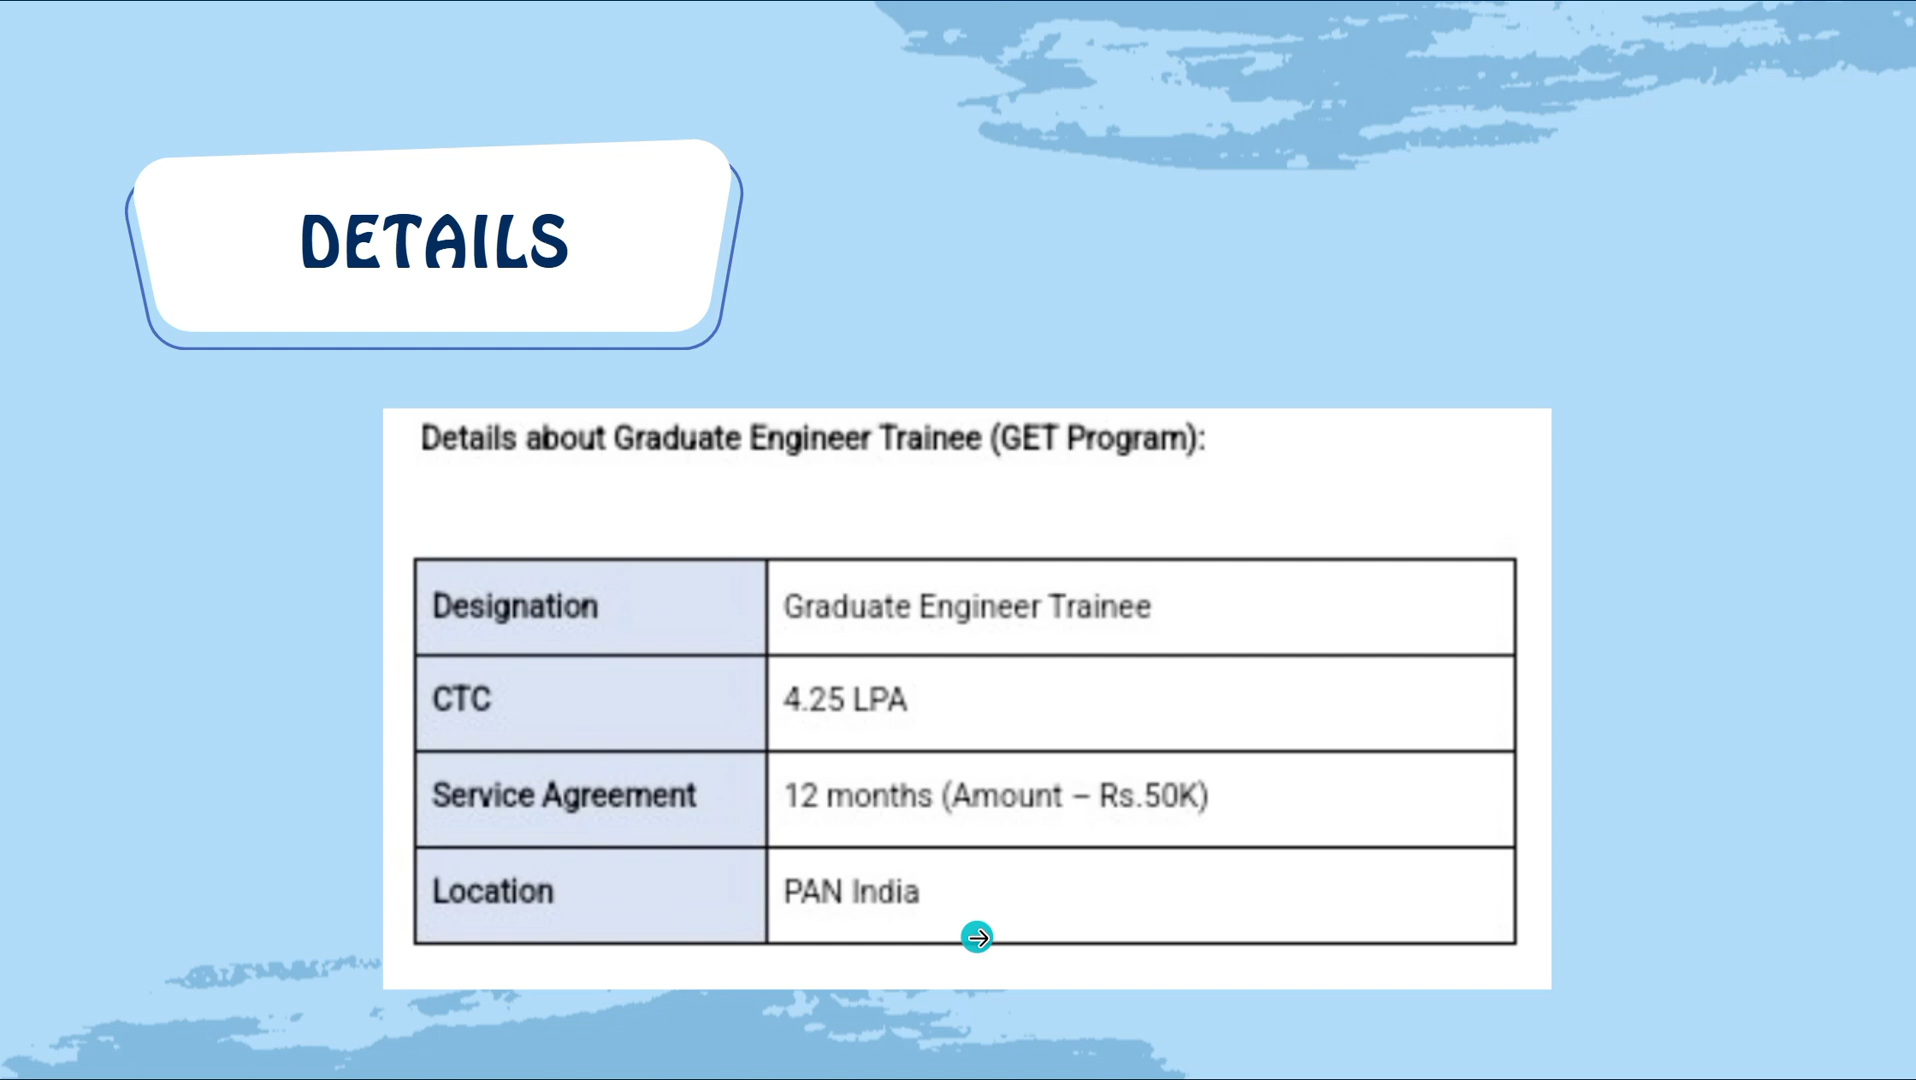 DETAILS
Details about Graduate Engineer Trainee (GET Program):
Designation
Graduate Engineer Trainee
CTC
4.25 LPA
Service Agreement
12 months (Amount – Rs.50K)
Location
PAN India